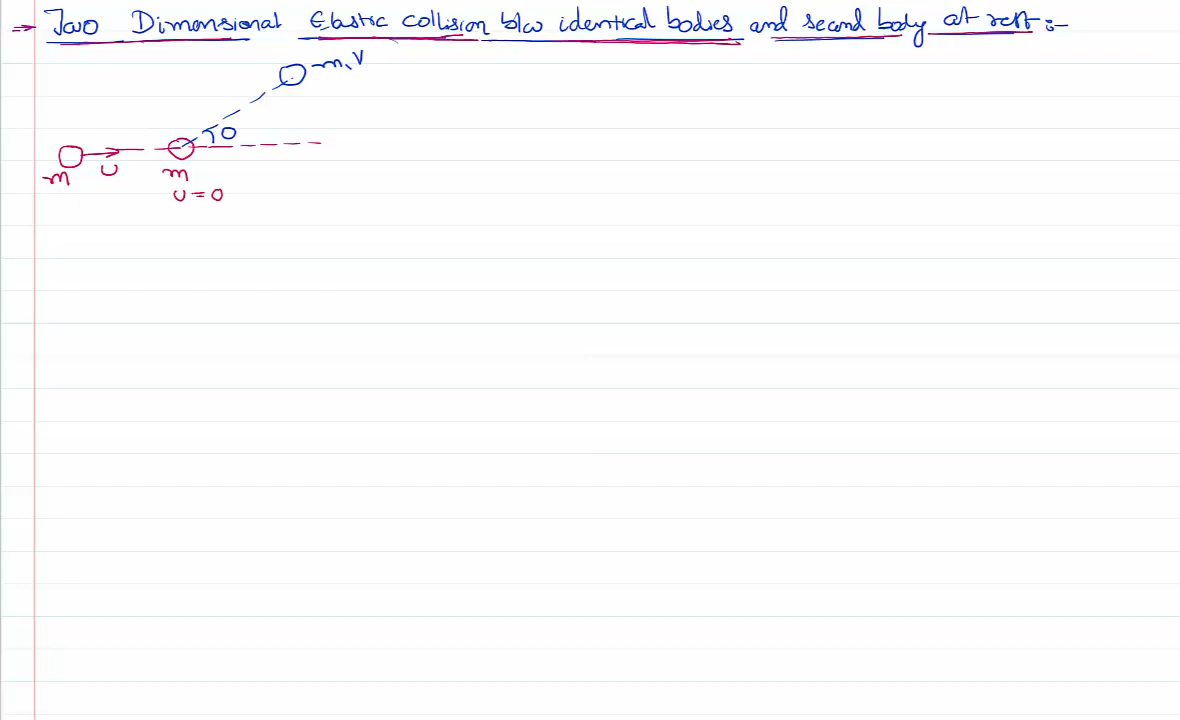 ⇒ Two Dimensional Elastic collision b/w identical bodies and second body at rest :-
m, v
θ
m
u
m
u = 0